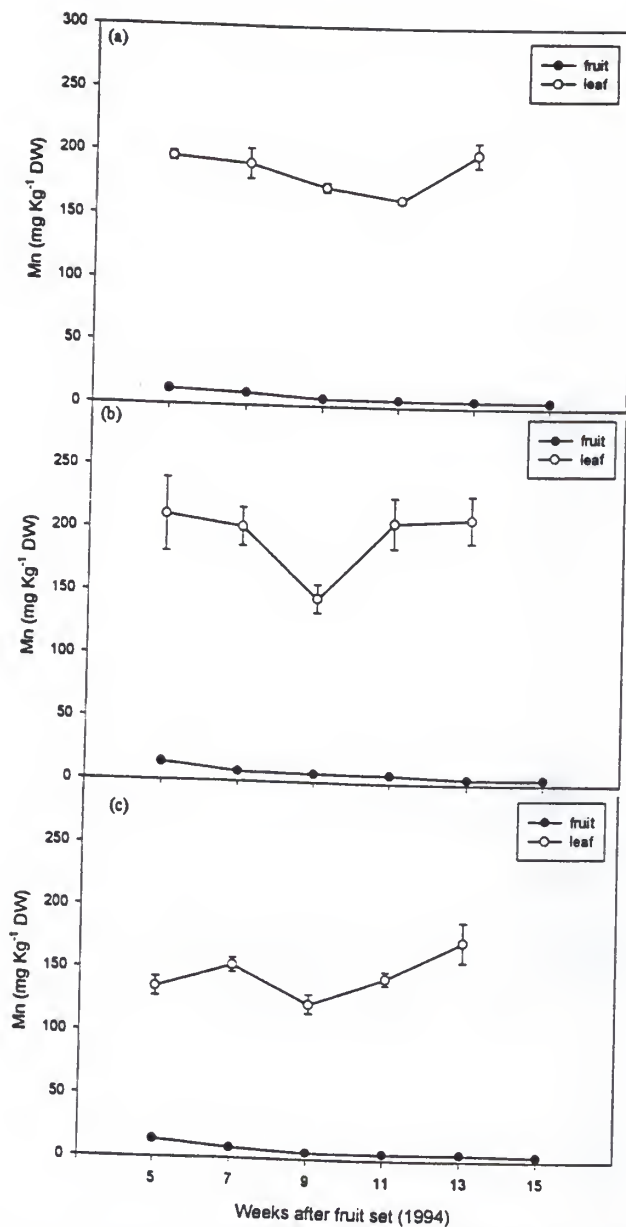 300
(a)
fruit
leaf
250
200
150
100
50
0
Mn (mg Kg⁻¹ DW)
(b)
fruit
leaf
250
200
150
100
50
0
Mn (mg Kg⁻¹ DW)
(c)
fruit
leaf
250
200
150
100
50
0
Mn (mg Kg⁻¹ DW)
5 7 9 11 13 15
Weeks after fruit set (1994)